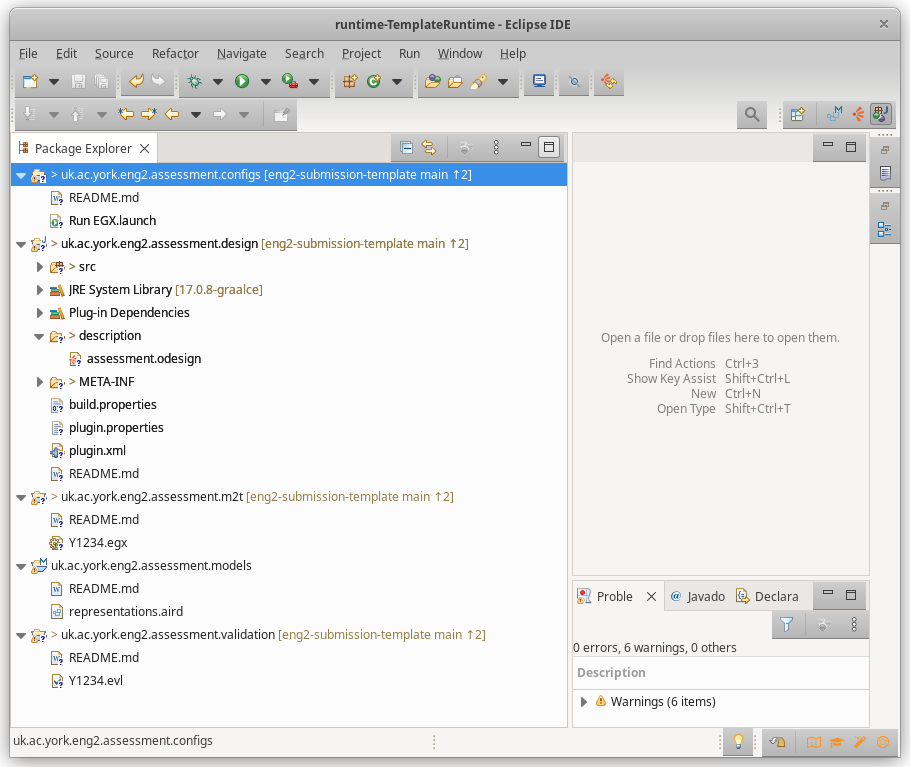 runtime-TemplateRuntime - Eclipse IDE
File Edit Source Refactor Navigate Search Project Run Window Help
Package Explorer
> uk.ac.york.eng2.assessment.configs [eng2-submission-template main ↑2]
README.md
Run EGX.launch
> uk.ac.york.eng2.assessment.design [eng2-submission-template main ↑2]
> src
JRE System Library [17.0.8-graalce]
Plug-in Dependencies
> description
assessment.odesign
> META-INF
build.properties
plugin.properties
plugin.xml
README.md
> uk.ac.york.eng2.assessment.m2t [eng2-submission-template main ↑2]
README.md
Y1234.egx
uk.ac.york.eng2.assessment.models
README.md
representations.aird
> uk.ac.york.eng2.assessment.validation [eng2-submission-template main ↑2]
README.md
Y1234.evl
Open a file or drop files here to open them.
Find Actions Ctrl+3
Show Key Assist Shift+Ctrl+L
New Ctrl+N
Open Type Shift+Ctrl+T
Proble
@ Javado
Declara
0 errors, 6 warnings, 0 others
Description
Warnings (6 items)
uk.ac.york.eng2.assessment.configs